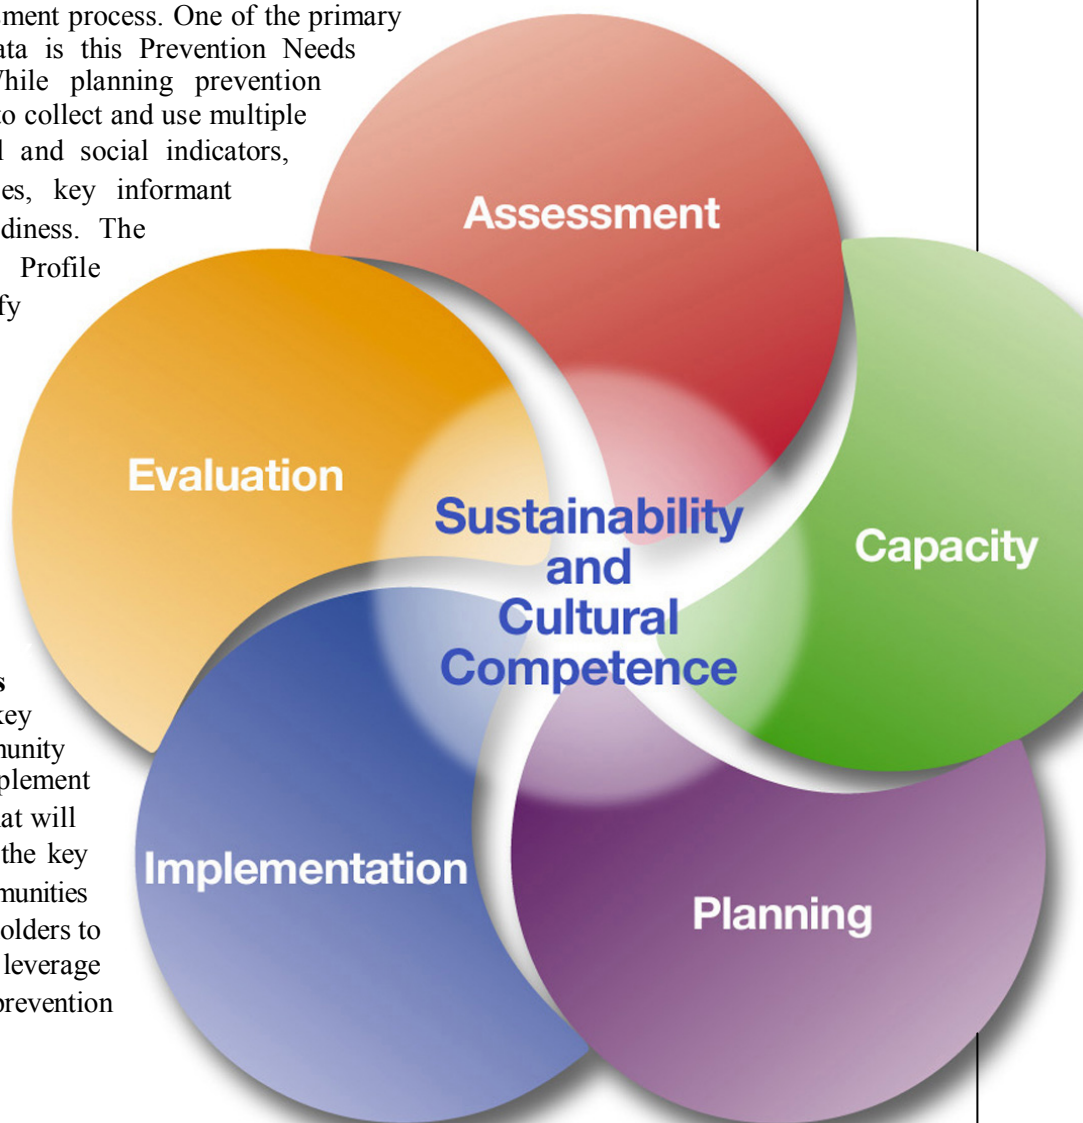 sment process. One of the primary
ata is this Prevention Needs
hile planning prevention
to collect and use multiple
l and social indicators,
es, key informant
diness. The
Profile
fy
Assessment
Evaluation
Capacity
Sustainability
and
Cultural
Competence
s
key
munity
plement
at will
the key
munities
olders to
leverage
prevention
Implementation
Planning